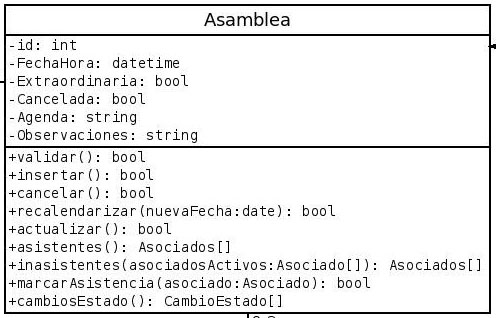 Asamblea
-id: int
-FechaHora: datetime
-Extraordinaria: bool
-Cancelada: bool
-Agenda: string
-Observaciones: string
+validar(): bool
+insertar(): bool
+cancelar(): bool
+recalendarizar(nuevaFecha:date): bool
+actualizar(): bool
+asistentes(): Asociados[]
+inasistentes(asociadosActivos:Asociado[]): Asociados[]
+marcarAsistencia(asociado:Asociado): bool
+cambiosEstado(): CambioEstado[]